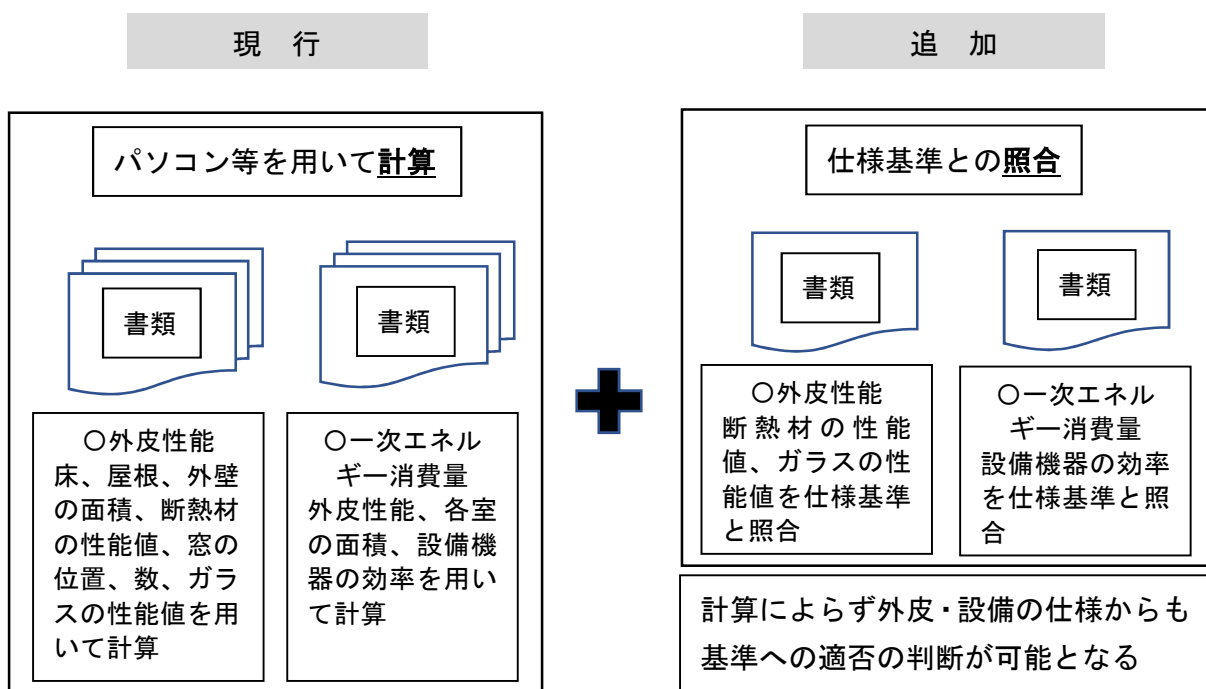 現　行
パソコン等を用いて計算
書類
書類
〇外皮性能
床、屋根、外壁
の面積、断熱材
の性能値、窓の
位置、数、ガラ
スの性能値を用
いて計算
〇一次エネル
ギー消費量
外皮性能、各室
の面積、設備機
器の効率を用い
て計算
追　加
仕様基準との照合
書類
書類
〇外皮性能
断熱材の性能
値、ガラスの性
能値を仕様基準
と照合
〇一次エネル
ギー消費量
設備機器の効率
を仕様基準と照
合
計算によらず外皮・設備の仕様からも
基準への適否の判断が可能となる